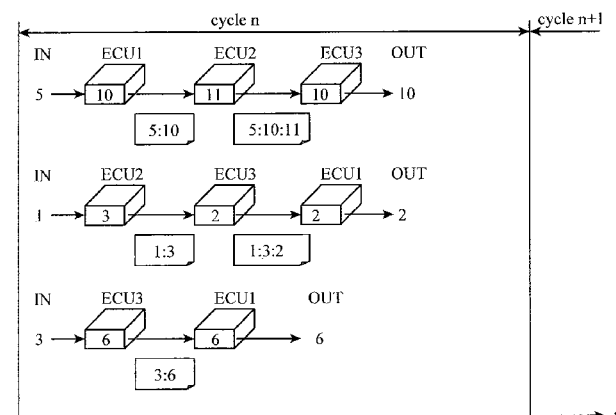 cycle n cycle n+1
IN ECU1 ECU2 ECU3 OUT
5 10 11 10 10
5:10 5:10:11
IN ECU2 ECU3 ECU1 OUT
1 3 2 2 2
1:3 1:3:2
IN ECU3 ECU1 OUT
3 6 6 6
3:6